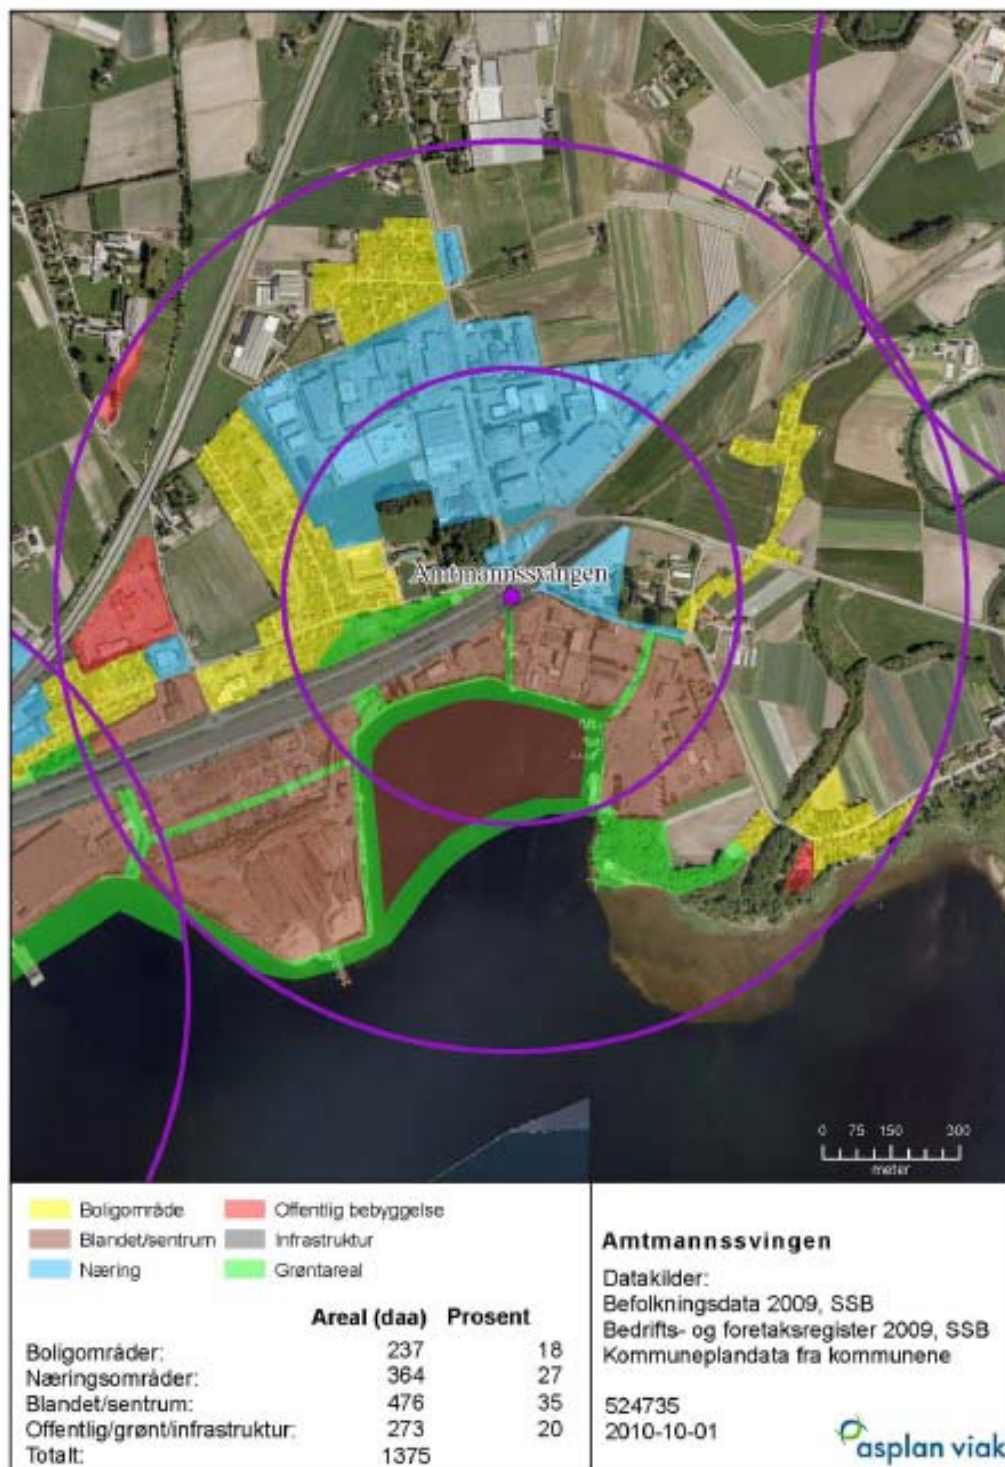 Amtmannssvingen
0 75 150 300
meter
Boligområde
Offentlig bebyggelse
Blandet/sentrum
Infrastruktur
Næring
Grøntareal
Areal (daa) Prosent
Boligområder: 237 18
Næringsområder: 364 27
Blandet/sentrum: 476 35
Offentlig/grønt/infrastruktur: 273 20
Totalt: 1375
Amtmannssvingen
Datakilder:
Befolkningsdata 2009, SSB
Bedrifts- og foretaksregister 2009, SSB
Kommuneplandata fra kommunene
524735
2010-10-01
asplan viak